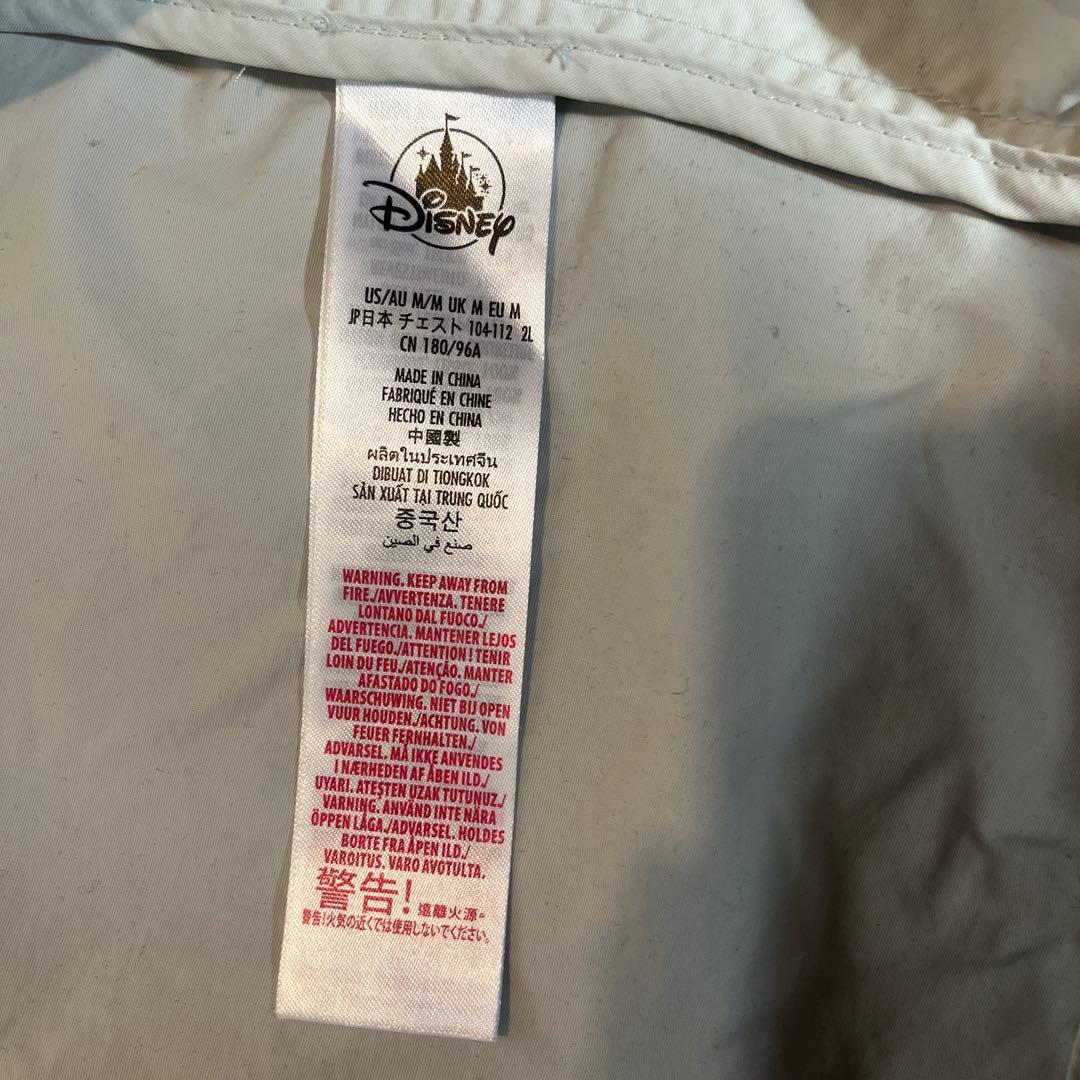 Disney
US/AU M/M UK M EU M
JP日本 チェスト 104-112 2L
CN 180/96A
MADE IN CHINA
FABRIQUÉ EN CHINE
HECHO EN CHINA
中國製
ผลิตในประเทศจีน
DIBUAT DI TIONGKOK
SẢN XUẤT TẠI TRUNG QUỐC
중국산
صنع في الصين
WARNING. KEEP AWAY FROM
FIRE./AVVERTENZA. TENERE
LONTANO DAL FUOCO./
ADVERTENCIA. MANTENER LEJOS
DEL FUEGO./ATTENTION ! TENIR
LOIN DU FEU./ATENÇÃO. MANTER
AFASTADO DO FOGO./
WAARSCHUWING. NIET BIJ OPEN
VUUR HOUDEN./ACHTUNG. VON
FEUER FERNHALTEN./
ADVARSEL. MÅ IKKE ANVENDES
I NÆRHEDEN AF ÅBEN ILD./
UYARI. ATEŞTEN UZAK TUTUNUZ./
VARNING. ANVÄND INTE NÄRA
ÖPPEN LÅGA./ADVARSEL. HOLDES
BORTE FRA ÅPEN ILD./
VAROITUS. VARO AVOTULTA.
警告! 遠離火源。
警告!火気の近くでは使用しないでください。